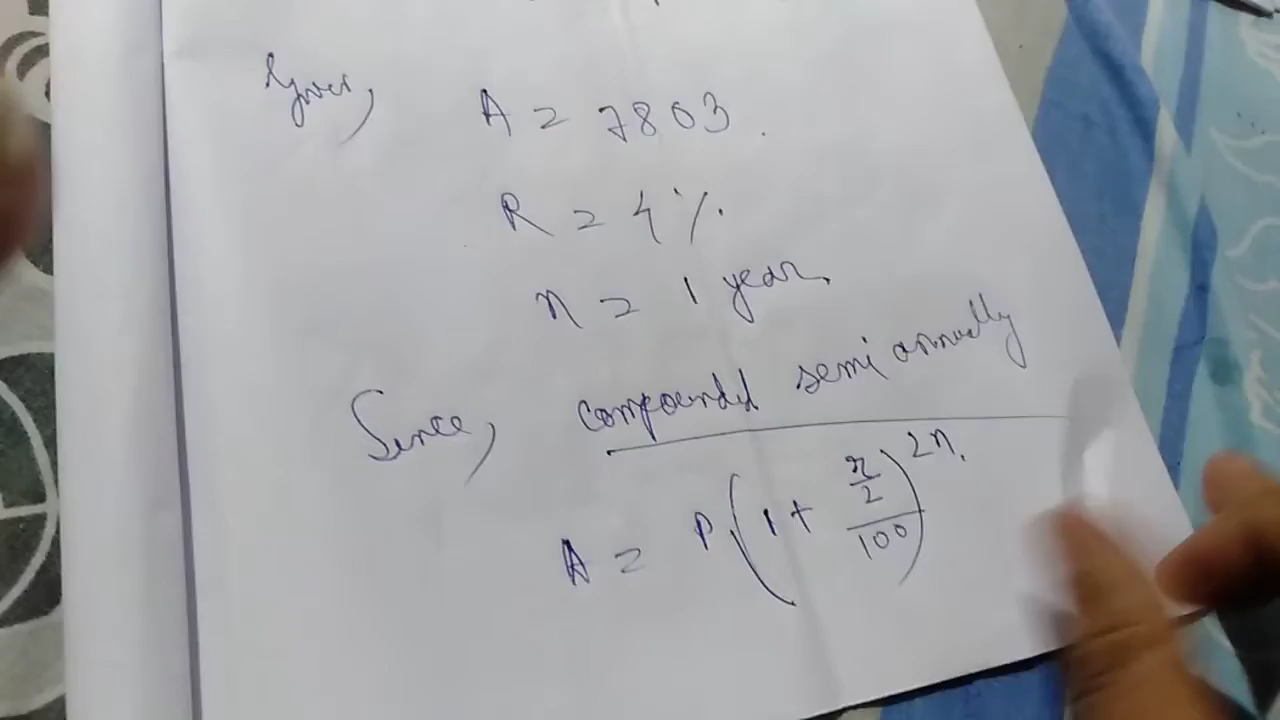 Given,
A = 7803.
R = 4%.
n = 1 year.
Since, compounded semi annually
A = P(1 + r/2/100)^2n.